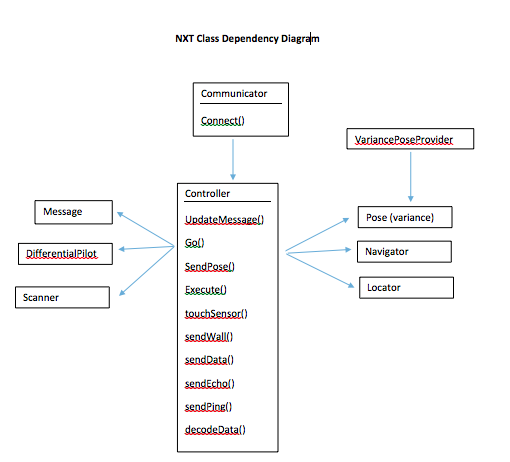 NXT Class Dependency Diagram
Communicator
Connect()
VariancePoseProvider
Controller
UpdateMessage()
Go()
SendPose()
Execute()
touchSensor()
sendWall()
sendData()
sendEcho()
sendPing()
decodeData()
Message
DifferentialPilot
Scanner
Pose (variance)
Navigator
Locator